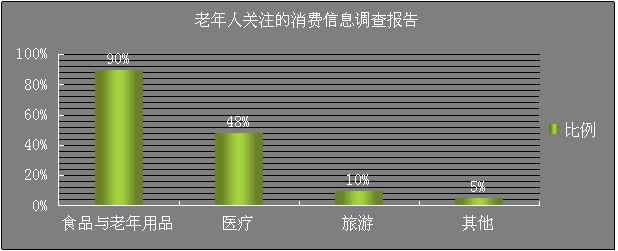 老年人关注的消费信息调查报告
100%
80%
60%
40%
20%
0%
90%
48%
10%
5%
食品与老年用品
医疗
旅游
其他
比例